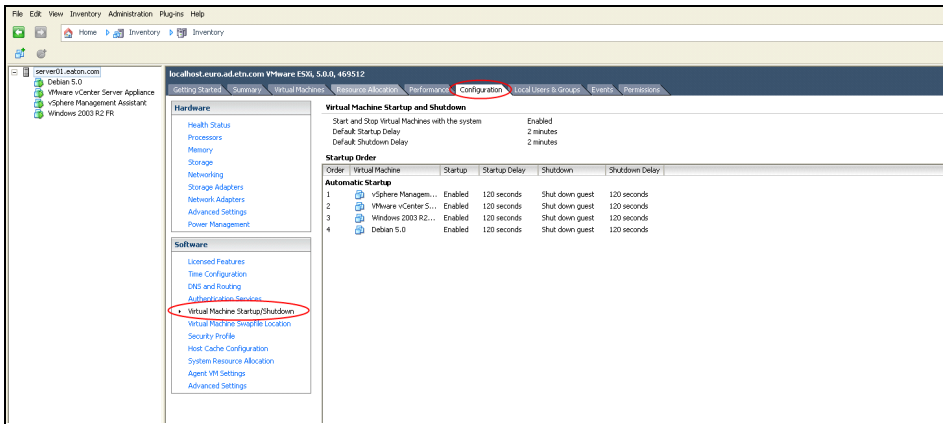 File Edit View Inventory Administration Plug-ins Help
Home Inventory Inventory
server01.eaton.com
Debian 5.0
VMware vCenter Server Appliance
vSphere Management Assistant
Windows 2003 R2 FR
localhost.euro.ad.etn.com VMware ESXi, 5.0.0, 469512
Getting Started Summary Virtual Machines Resource Allocation Performance Configuration Local Users & Groups Events Permissions
Hardware
Health Status
Processors
Memory
Storage
Networking
Storage Adapters
Network Adapters
Advanced Settings
Power Management
Software
Licensed Features
Time Configuration
DNS and Routing
Authentication Services
Virtual Machine Startup/Shutdown
Virtual Machine Swapfile Location
Security Profile
Host Cache Configuration
System Resource Allocation
Agent VM Settings
Advanced Settings
Virtual Machine Startup and Shutdown
Start and Stop Virtual Machines with the system Enabled
Default Startup Delay 2 minutes
Default Shutdown Delay 2 minutes
Startup Order
Order Virtual Machine Startup Startup Delay Shutdown Shutdown Delay
Automatic Startup
1 vSphere Managem... Enabled 120 seconds Shut down guest 120 seconds
2 VMware vCenter S... Enabled 120 seconds Shut down guest 120 seconds
3 Windows 2003 R2... Enabled 120 seconds Shut down guest 120 seconds
4 Debian 5.0 Enabled 120 seconds Shut down guest 120 seconds